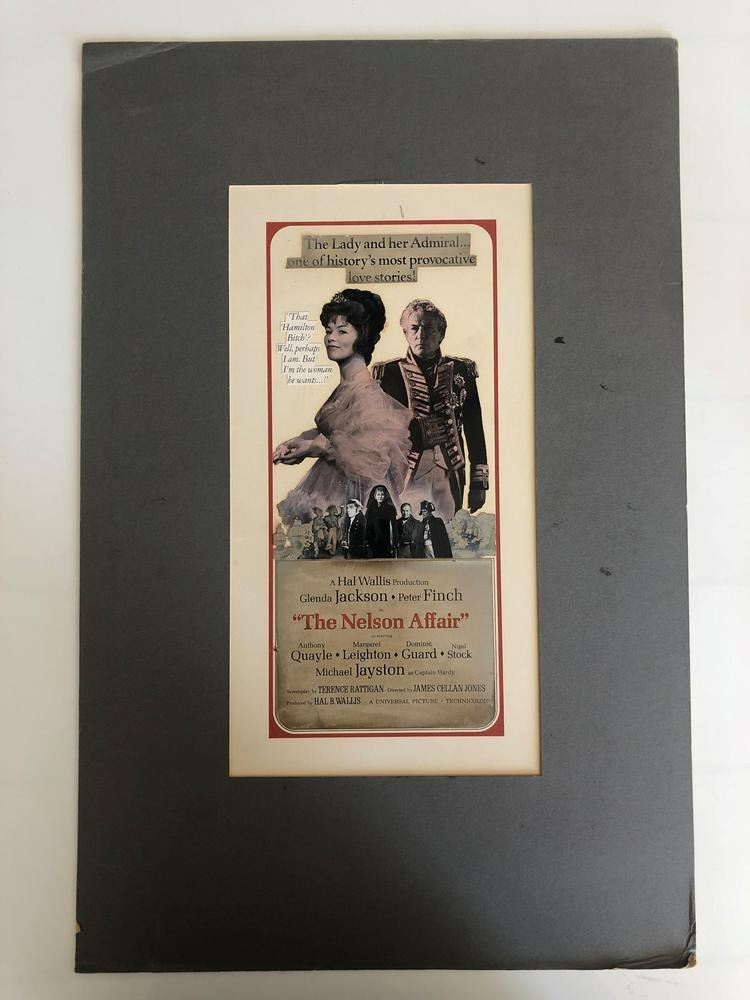 The Lady and her Admiral...
one of history's most provocative
love stories!
"That
'Hamilton
Bitch'?
Well, perhaps
I am. But
I'm the woman
he wants..."
A Hal Wallis Production
Glenda Jackson • Peter Finch
in
"The Nelson Affair"
co-starring
Anthony Quayle • Margaret Leighton • Dominic Guard • Nigel Stock
Michael Jayston as Captain Hardy
Screenplay by TERENCE RATTIGAN Directed by JAMES CELLAN JONES
Produced by HAL B. WALLIS · A UNIVERSAL PICTURE · TECHNICOLOR